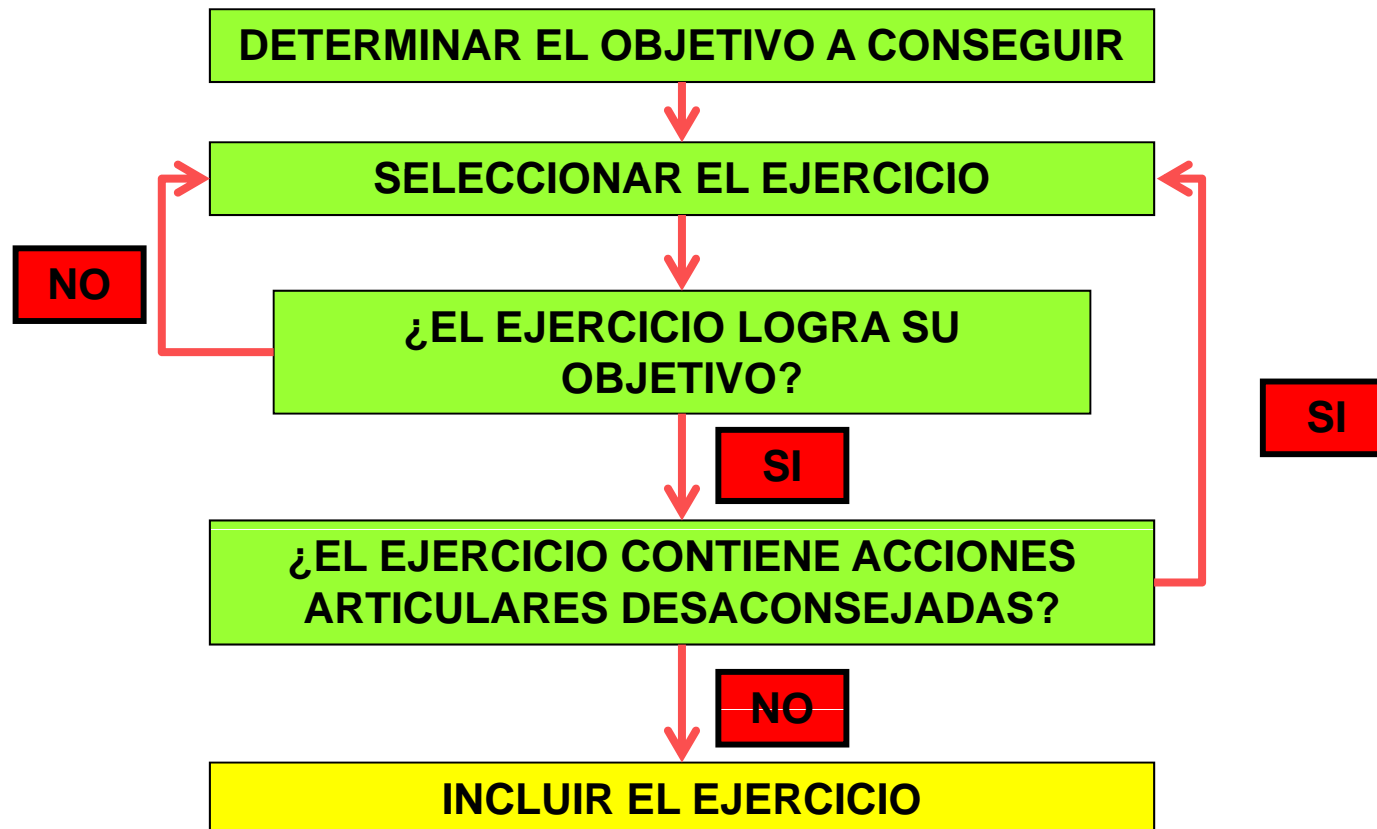 DETERMINAR EL OBJETIVO A CONSEGUIR
SELECCIONAR EL EJERCICIO
NO
¿EL EJERCICIO LOGRA SU
OBJETIVO?
SI
SI
¿EL EJERCICIO CONTIENE ACCIONES
ARTICULARES DESACONSEJADAS?
NO
INCLUIR EL EJERCICIO